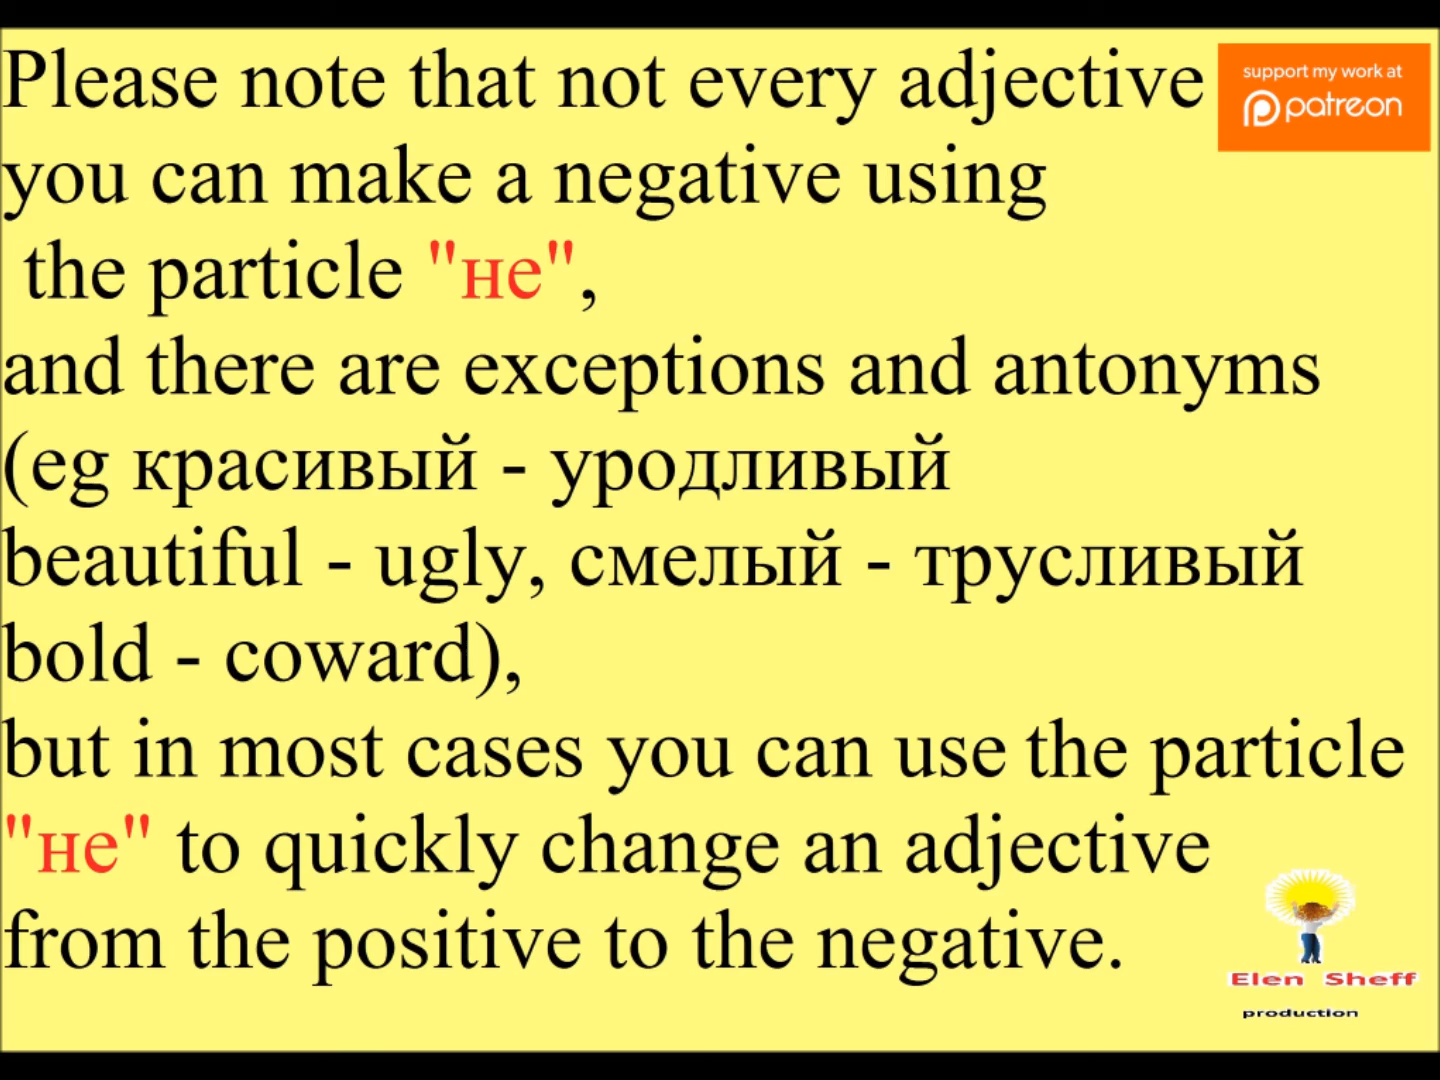 Please note that not every adjective
support my work at
patreon
you can make a negative using
the particle "не",
and there are exceptions and antonyms
(eg красивый - уродливый
beautiful - ugly, смелый - трусливый
bold - coward),
but in most cases you can use the particle
"не" to quickly change an adjective
from the positive to the negative.
Elen Sheff
production